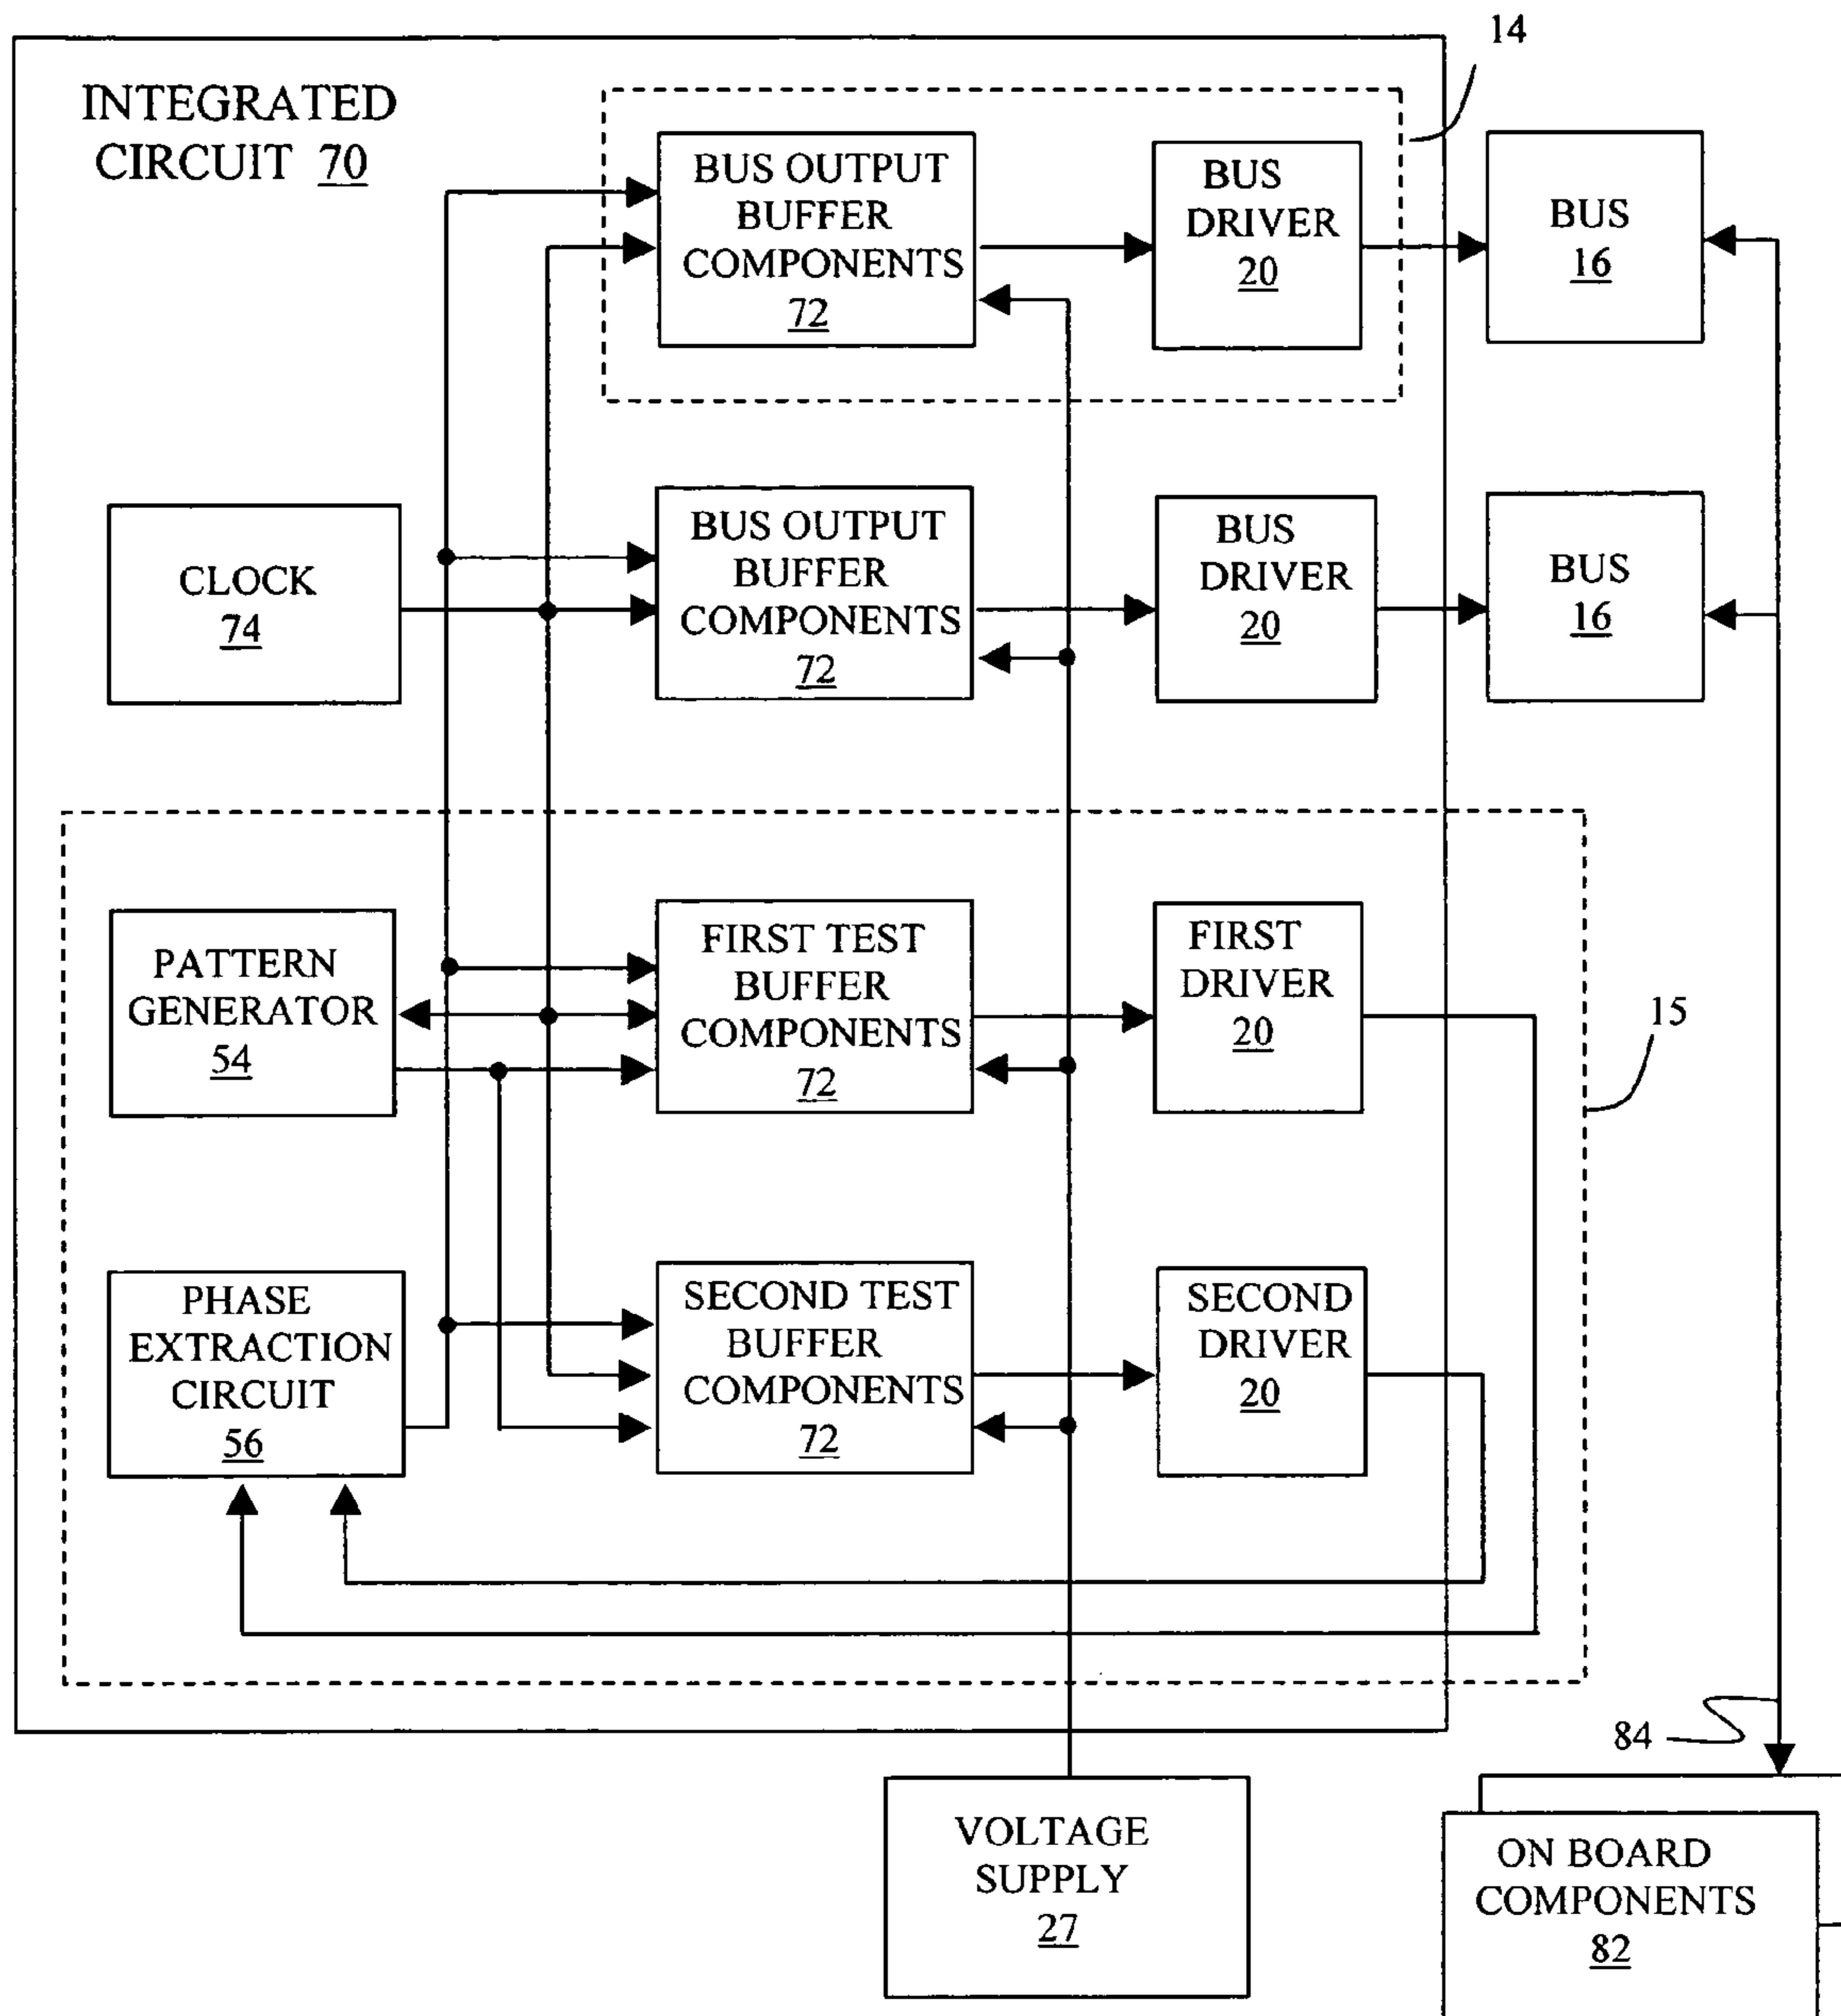 14
INTEGRATED
CIRCUIT 70
BUS OUTPUT
BUFFER
COMPONENTS
72
BUS
DRIVER
20
BUS
16
CLOCK
74
BUS OUTPUT
BUFFER
COMPONENTS
72
BUS
DRIVER
20
BUS
16
PATTERN
GENERATOR
54
FIRST TEST
BUFFER
COMPONENTS
72
FIRST
DRIVER
20
15
PHASE
EXTRACTION
CIRCUIT
56
SECOND TEST
BUFFER
COMPONENTS
72
SECOND
DRIVER
20
84
VOLTAGE
SUPPLY
27
ON BOARD
COMPONENTS
82